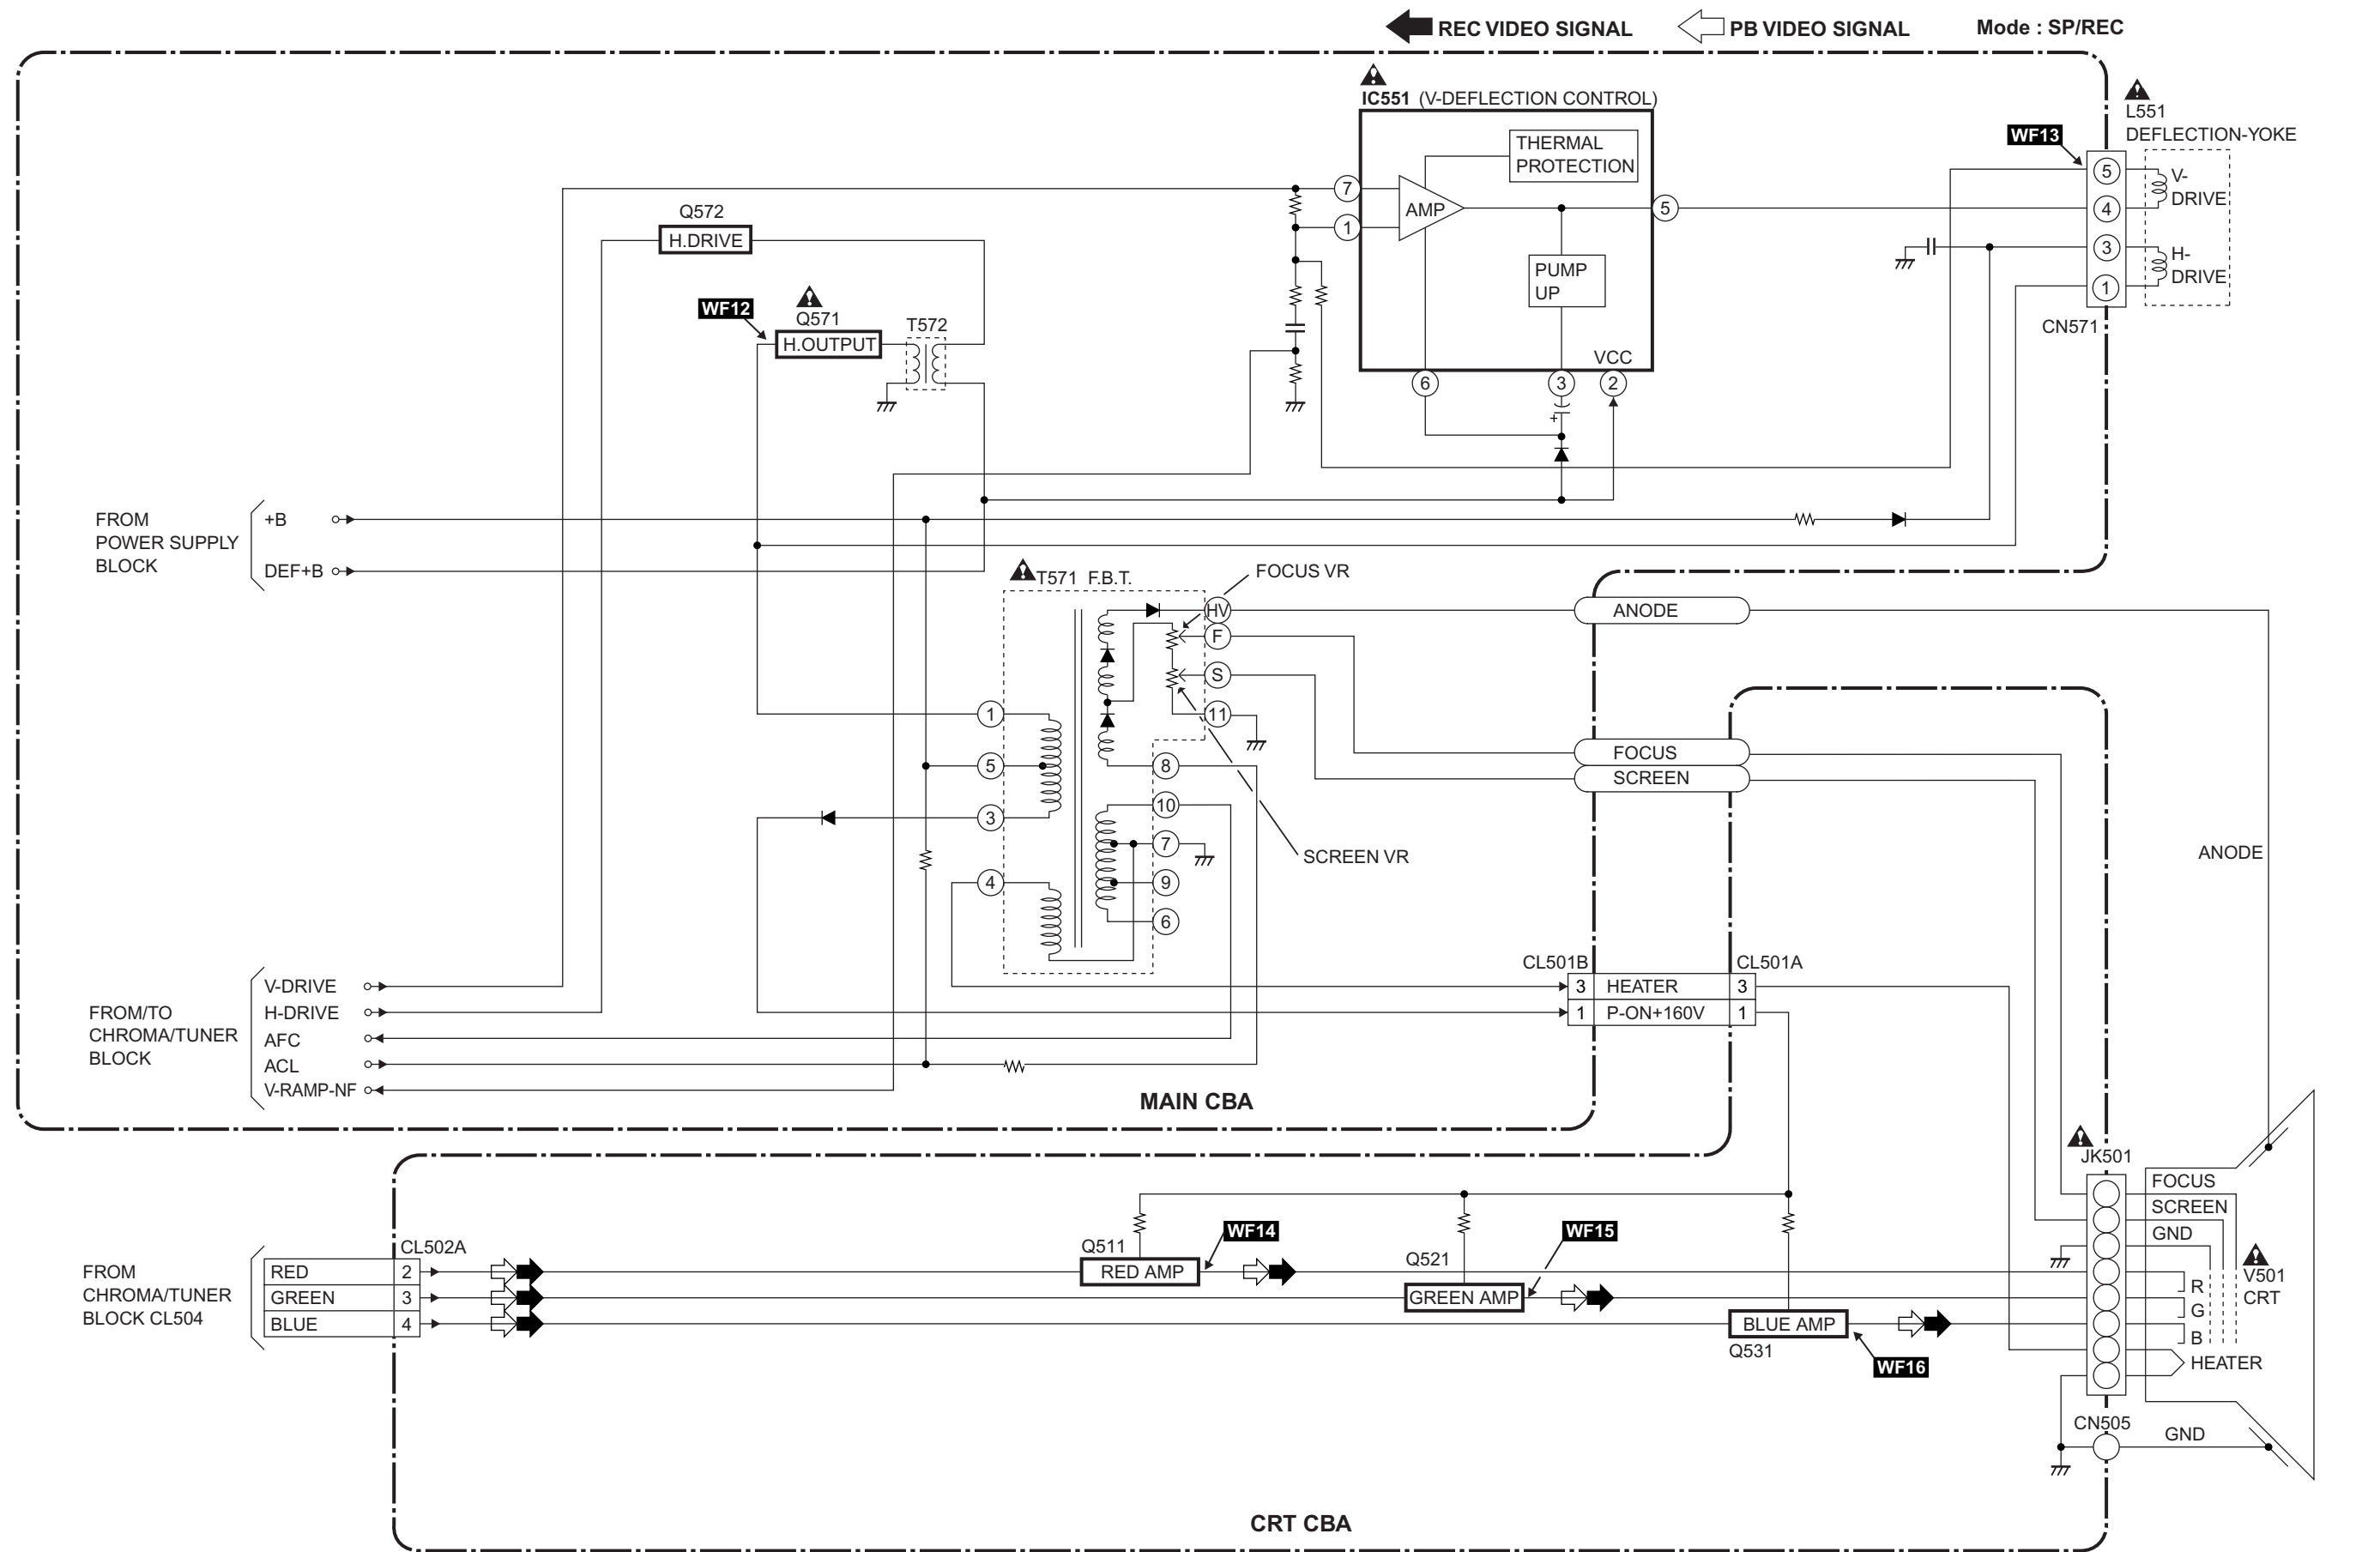 REC VIDEO SIGNAL PB VIDEO SIGNAL Mode : SP/REC
IC551 (V-DEFLECTION CONTROL)
THERMAL
PROTECTION
AMP
PUMP
UP
VCC
7
1
5
6
3
2
WF13
L551
DEFLECTION-YOKE
5
4
3
1
V-
DRIVE
H-
DRIVE
CN571
Q572
H.DRIVE
WF12
Q571
H.OUTPUT
T572
+
FROM
POWER SUPPLY
BLOCK
+B
DEF+B
T571 F.B.T.
FOCUS VR
HV
F
S
11
1
5
3
4
8
10
7
9
6
SCREEN VR
ANODE
FOCUS
SCREEN
ANODE
CL501B CL501A
3 HEATER 3
1 P-ON+160V 1
FROM/TO
CHROMA/TUNER
BLOCK
V-DRIVE
H-DRIVE
AFC
ACL
V-RAMP-NF
MAIN CBA
FROM
CHROMA/TUNER
BLOCK CL504
CL502A
RED 2
GREEN 3
BLUE 4
Q511
RED AMP
WF14
Q521
GREEN AMP
WF15
BLUE AMP
Q531
WF16
JK501
FOCUS
SCREEN
GND
R
G
B
HEATER
V501
CRT
CN505
GND
CRT CBA